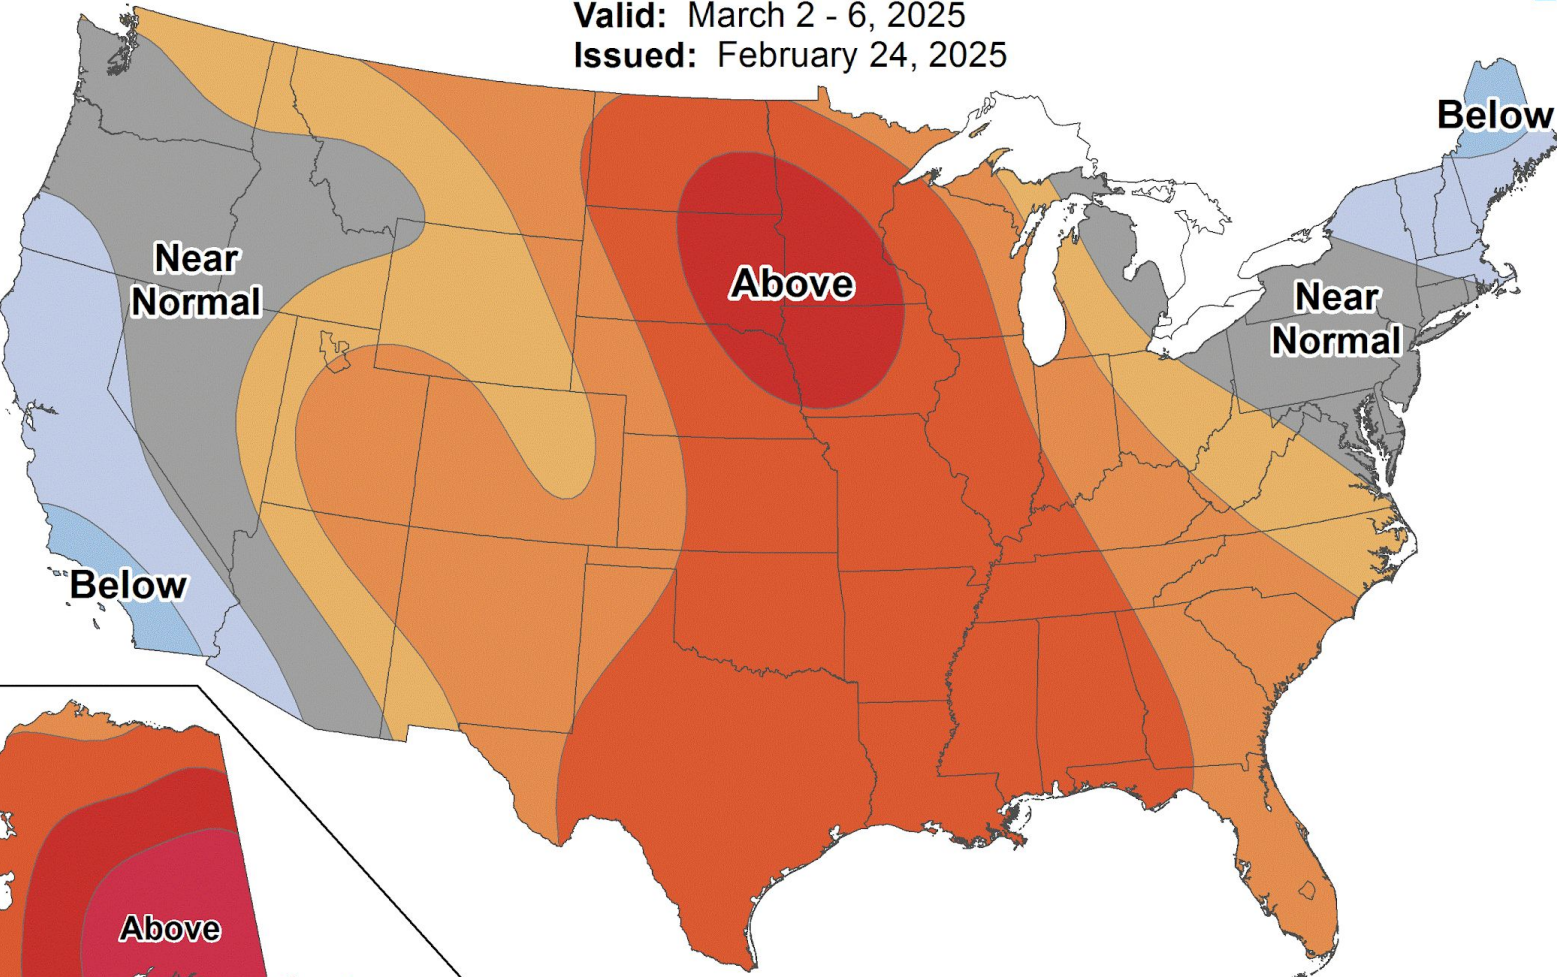 Valid: March 2 - 6, 2025
Issued: February 24, 2025
Below
Near
Normal
Above
Near
Normal
Below
Above